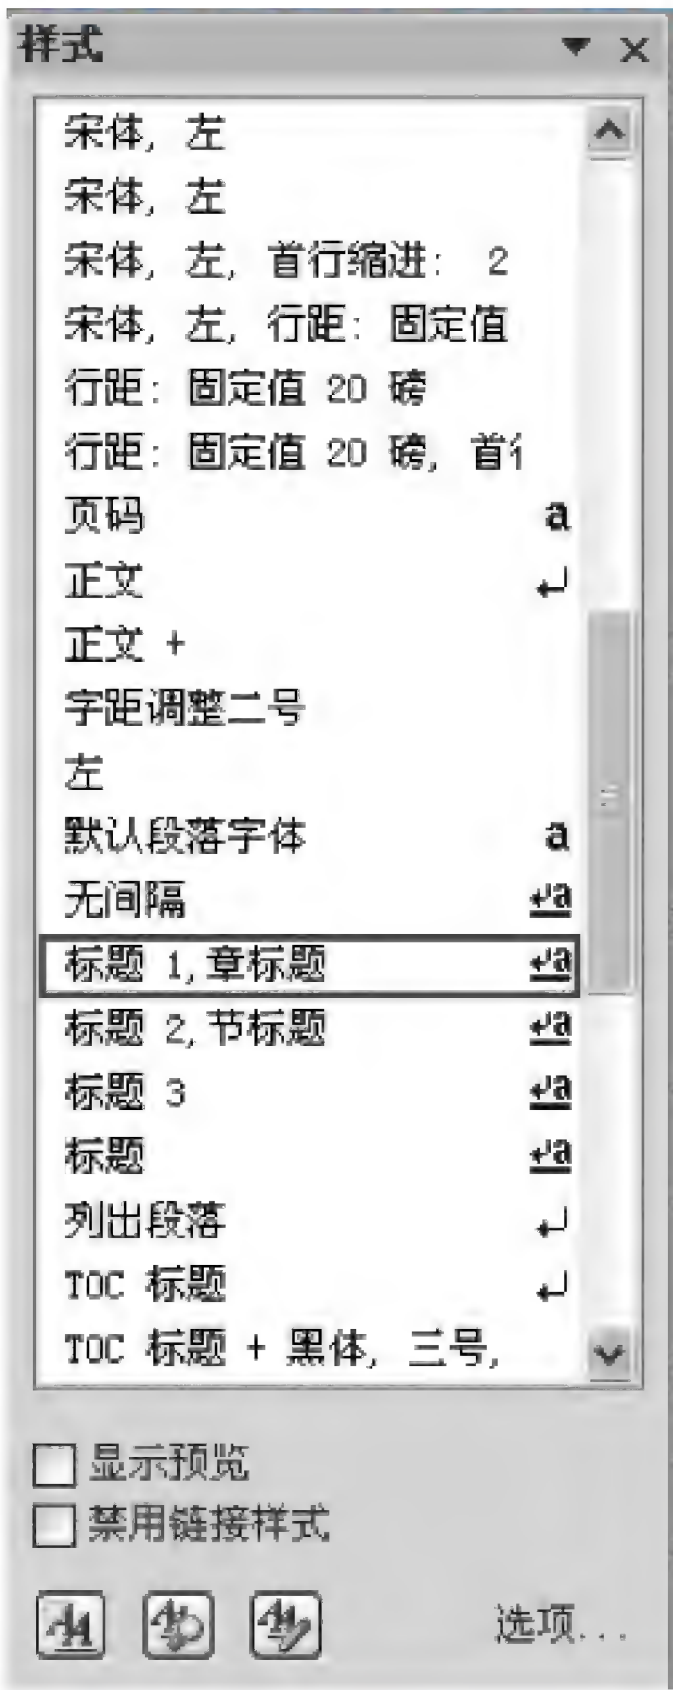 样式
宋体, 左
宋体, 左
宋体, 左, 首行缩进: 2
宋体, 左, 行距: 固定值
行距: 固定值 20 磅
行距: 固定值 20 磅, 首行
页码 a
正文 ↵
正文 +
字距调整二号
左
默认段落字体 a
无间隔 ↵a
标题 1,章标题 ↵a
标题 2,节标题 ↵a
标题 3 ↵a
标题 ↵a
列出段落 ↵
TOC 标题 ↵
TOC 标题 + 黑体, 三号,
显示预览
禁用链接样式
选项...